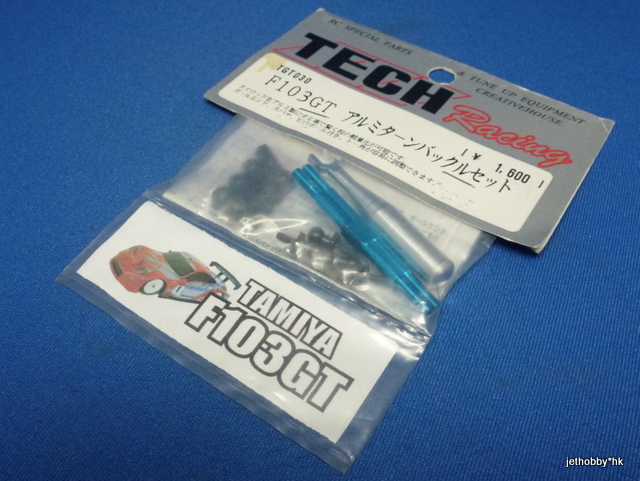 RC SPECIAL PARTS
& TUNE UP EQUIPMENT
CREATIVEHOUSE
TECH
Racing
TGT030
F103GT アルミターンバックルセット
¥ 1,600
TAMIYA
F103GT
jethobby*hk